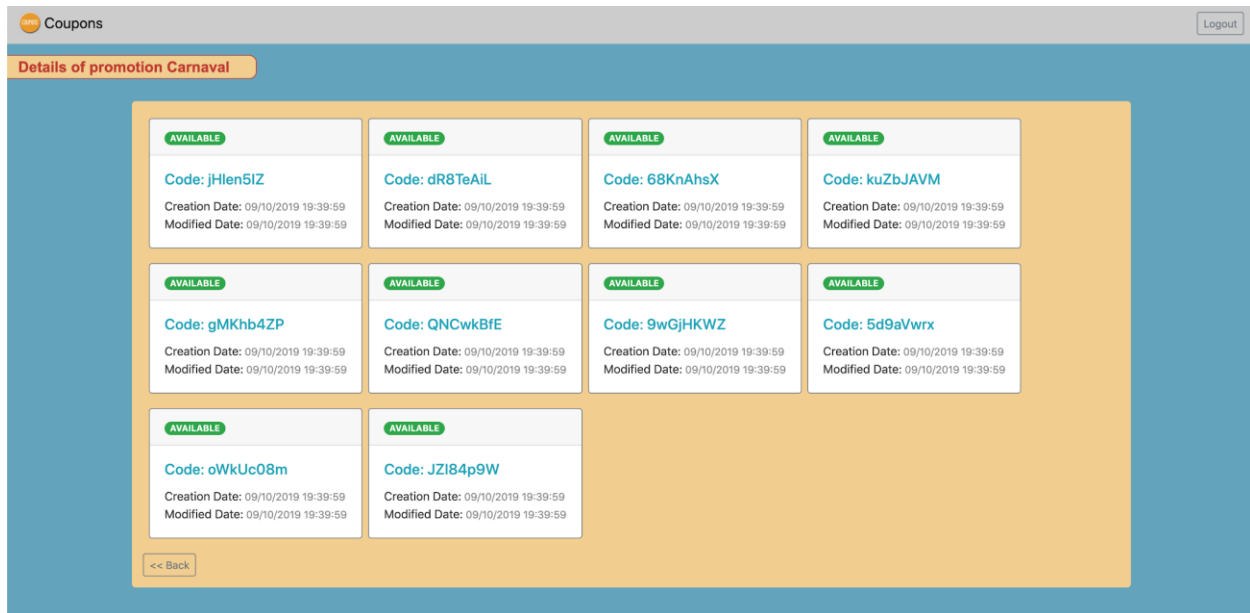 Coupons
Logout
Details of promotion Carnaval
AVAILABLE AVAILABLE AVAILABLE AVAILABLE
Code: jHlen5IZ Code: dR8TeAiL Code: 68KnAhsX Code: kuZbJAVM
Creation Date: 09/10/2019 19:39:59 Creation Date: 09/10/2019 19:39:59 Creation Date: 09/10/2019 19:39:59 Creation Date: 09/10/2019 19:39:59
Modified Date: 09/10/2019 19:39:59 Modified Date: 09/10/2019 19:39:59 Modified Date: 09/10/2019 19:39:59 Modified Date: 09/10/2019 19:39:59
AVAILABLE AVAILABLE AVAILABLE AVAILABLE
Code: gMKhb4ZP Code: QNCwkBfE Code: 9wGjHKWZ Code: 5d9aVwrx
Creation Date: 09/10/2019 19:39:59 Creation Date: 09/10/2019 19:39:59 Creation Date: 09/10/2019 19:39:59 Creation Date: 09/10/2019 19:39:59
Modified Date: 09/10/2019 19:39:59 Modified Date: 09/10/2019 19:39:59 Modified Date: 09/10/2019 19:39:59 Modified Date: 09/10/2019 19:39:59
AVAILABLE AVAILABLE
Code: oWkUc08m Code: JZI84p9W
Creation Date: 09/10/2019 19:39:59 Creation Date: 09/10/2019 19:39:59
Modified Date: 09/10/2019 19:39:59 Modified Date: 09/10/2019 19:39:59
<< Back